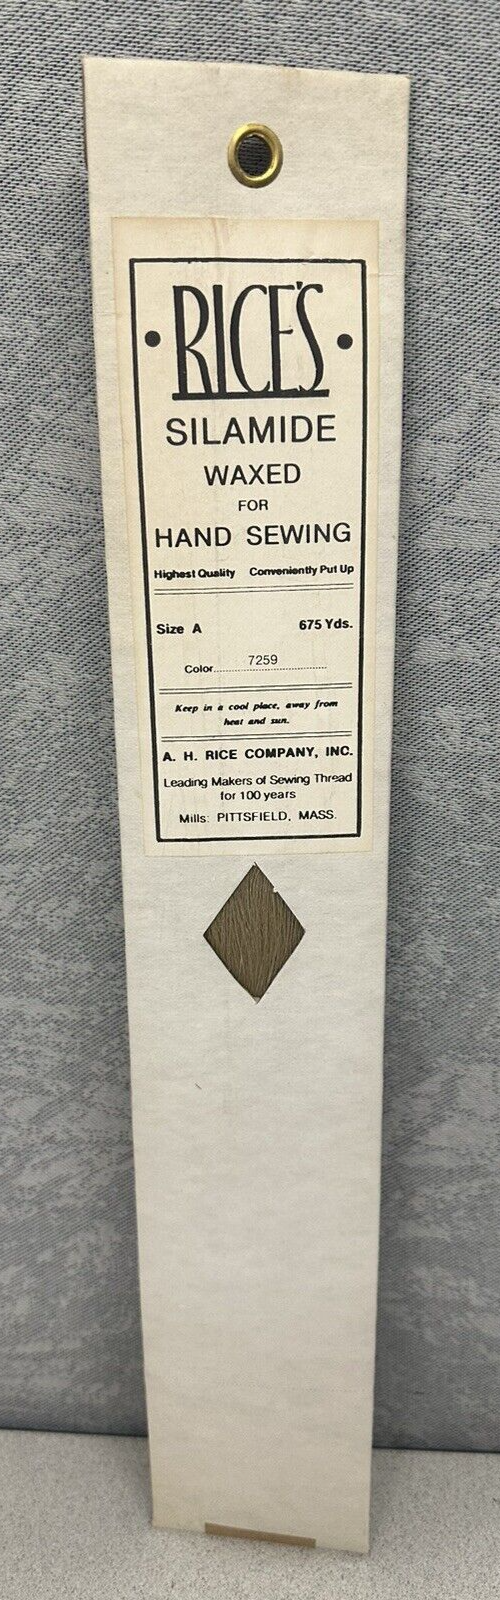 • RICE'S •
SILAMIDE
WAXED
FOR
HAND SEWING
Highest Quality Conveniently Put Up
Size A 675 Yds.
Color 7259
Keep in a cool place, away from
heat and sun.
A. H. RICE COMPANY, INC.
Leading Makers of Sewing Thread
for 100 years
Mills: PITTSFIELD, MASS.